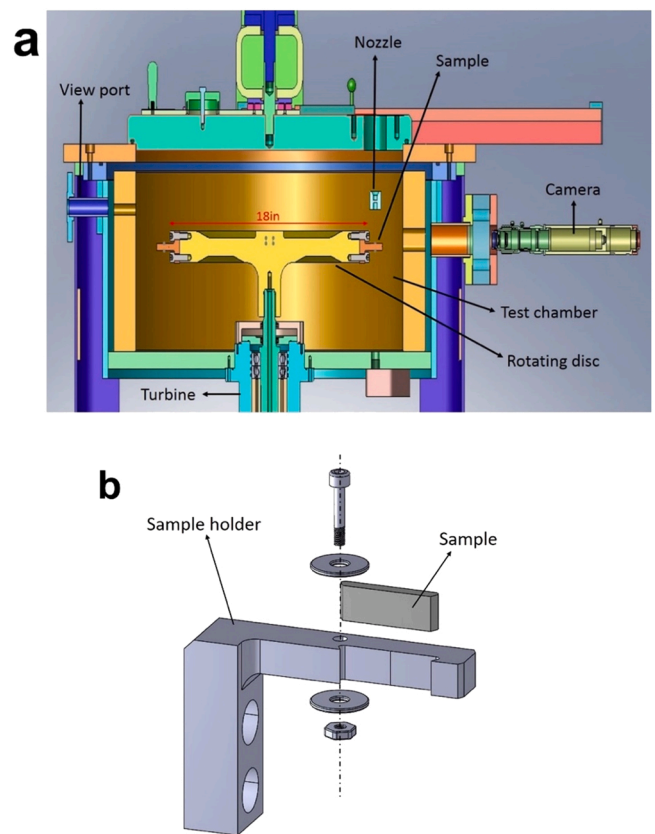 a
Nozzle
Sample
View port
18in
Camera
Test chamber
Rotating disc
Turbine
b
Sample holder
Sample